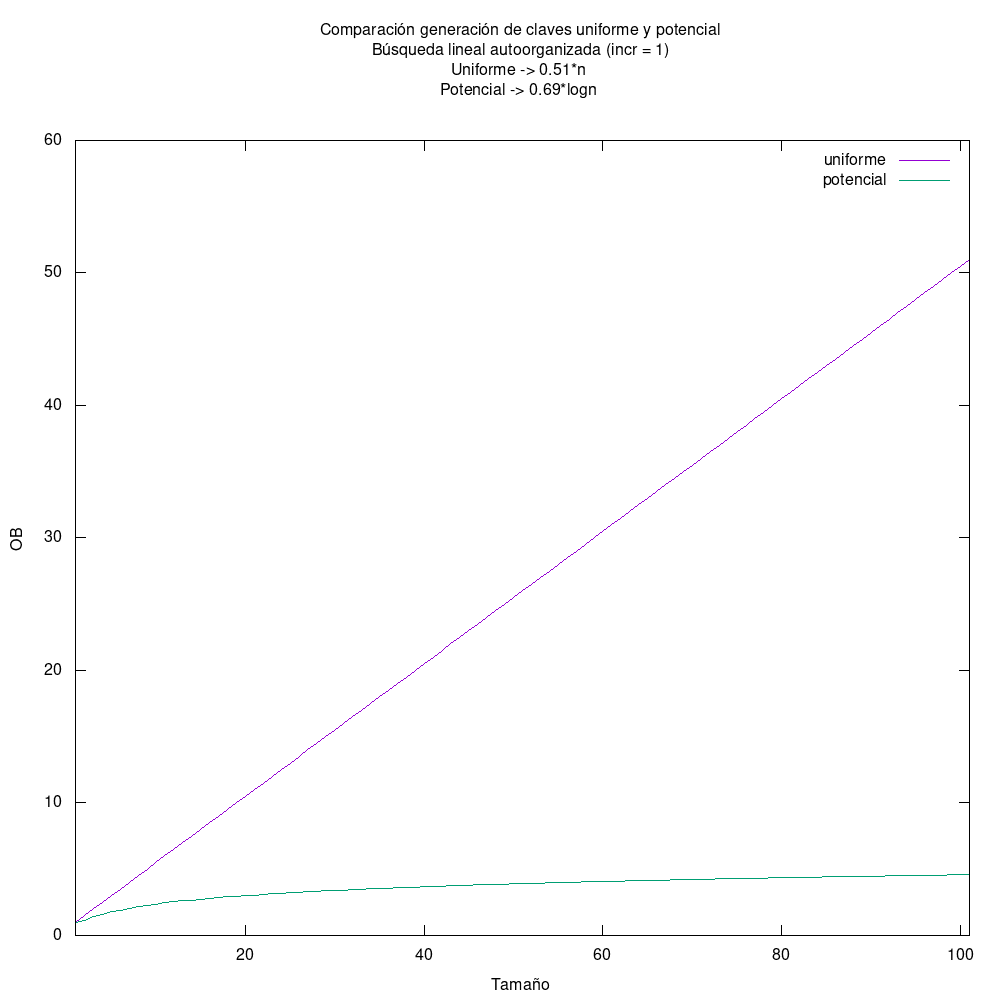 Comparación generación de claves uniforme y potencial
Búsqueda lineal autoorganizada (incr = 1)
Uniforme -> 0.51*n
Potencial -> 0.69*logn
uniforme
potencial
60
50
40
30
20
10
0
OB
20
40
60
80
100
Tamaño